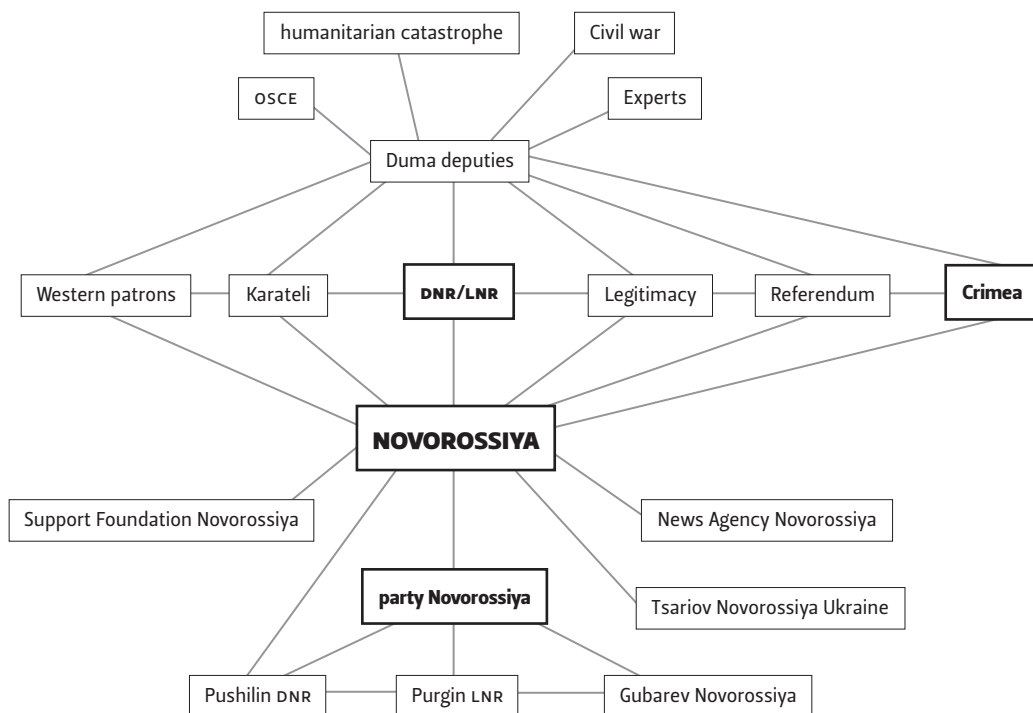 humanitarian catastrophe
Civil war
OSCE
Experts
Duma deputies
Western patrons
Karateli
DNR/LNR
Legitimacy
Referendum
Crimea
NOVOROSSIYA
Support Foundation Novorossiya
News Agency Novorossiya
party Novorossiya
Tsariov Novorossiya Ukraine
Pushilin DNR
Purgin LNR
Gubarev Novorossiya